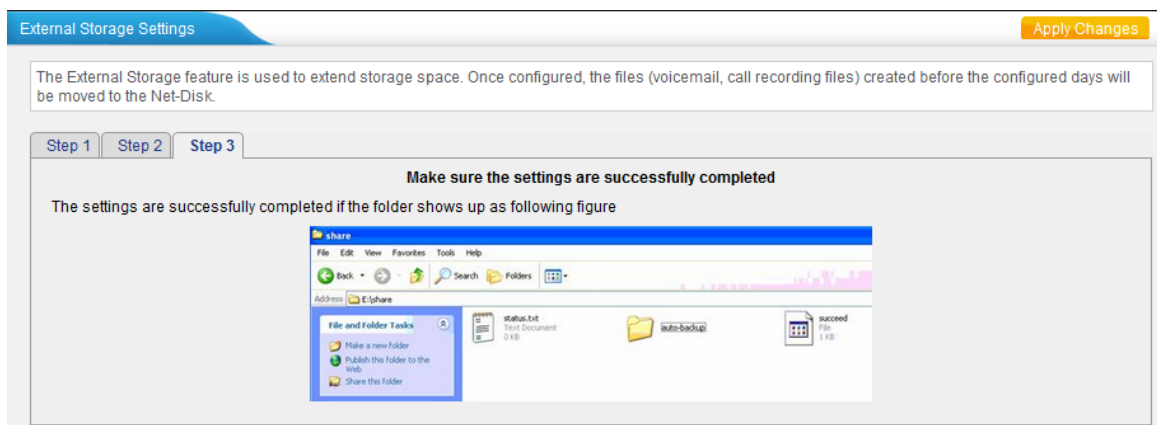 External Storage Settings
Apply Changes
The External Storage feature is used to extend storage space. Once configured, the files (voicemail, call recording files) created before the configured days will
be moved to the Net-Disk.
Step 1 Step 2 Step 3
Make sure the settings are successfully completed
The settings are successfully completed if the folder shows up as following figure
share
File Edit View Favorites Tools Help
Back Search Folders
Address E:\share
File and Folder Tasks
Make a new folder
Publish this folder to the
Web
Share this folder
status.txt
Text Document
0 KB
auto-backup
succeed
File
1 KB